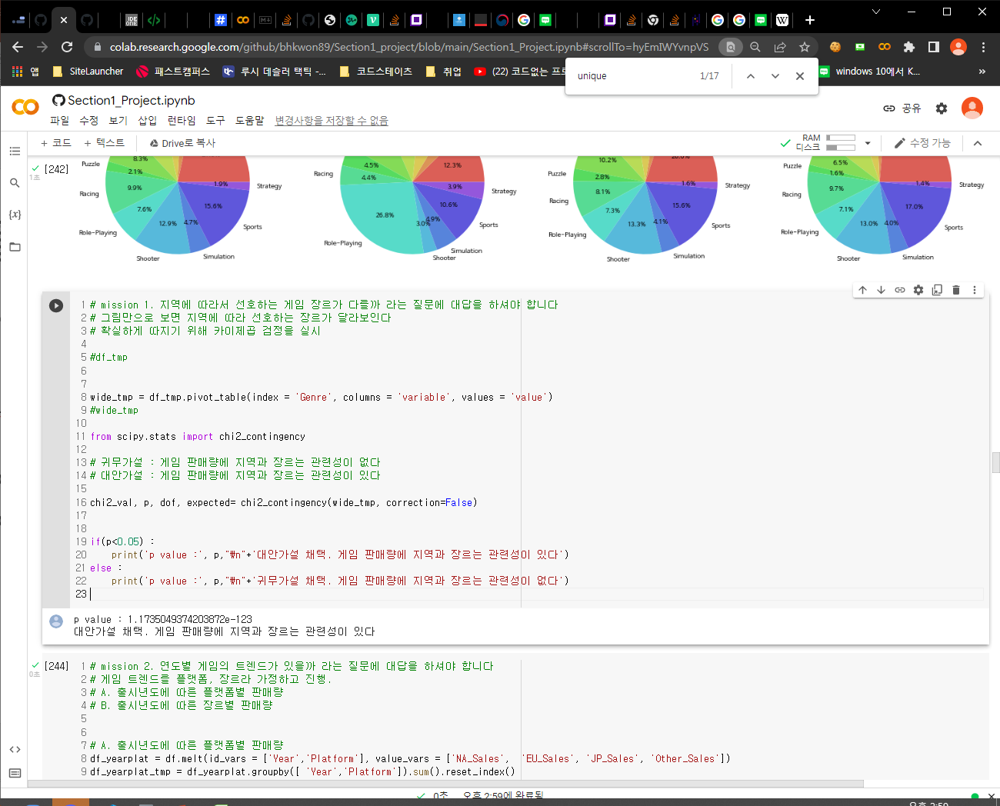 colab.research.google.com/github/bhkwon89/Section1_project/blob/main/Section1_Project.ipynb#scrollTo=hyEmIWYvnpVS
앱 SiteLauncher 패스트캠퍼스 루시 데슬러 택틱 -... 코드스테이츠 취업 (22) 코드없는 프로 windows 10에서 K... »
unique 1/17
Section1_Project.ipynb
파일 수정 보기 삽입 런타임 도구 도움말 변경사항을 저장할 수 없음
공유
+ 코드 + 텍스트 Drive로 복사
RAM
디스크
수정 가능
[242]
1초
8.3%
Puzzle
2.1%
Racing
9.9%
7.6%
Role-Playing
12.9%
Shooter
4.7%
Simulation
15.6%
Sports
1.9%
Strategy
4.5%
12.3%
Racing
4.4%
26.8%
Role-Playing
3.0%
Shooter
4.9%
Simulation
10.6%
Sports
3.9%
Strategy
10.2%
Puzzle
2.8%
Racing
8.1%
7.3%
Role-Playing
13.3%
Shooter
4.1%
Simulation
15.6%
Sports
1.6%
Strategy
6.5%
Puzzle
1.6%
Racing
9.7%
7.1%
Role-Playing
13.0%
Shooter
4.0%
Simulation
17.0%
Sports
1.4%
Strategy
1 # mission 1. 지역에 따라서 선호하는 게임 장르가 다를까 라는 질문에 대답을 하셔야 합니다
2 # 그림만으로 보면 지역에 따라 선호하는 장르가 달라보인다
3 # 확실하게 따지기 위해 카이제곱 검정을 실시
4
5 #df_tmp
6
7
8 wide_tmp = df_tmp.pivot_table(index = 'Genre', columns = 'variable', values = 'value')
9 #wide_tmp
10
11 from scipy.stats import chi2_contingency
12
13 # 귀무가설 : 게임 판매량에 지역과 장르는 관련성이 없다
14 # 대안가설 : 게임 판매량에 지역과 장르는 관련성이 있다
15
16 chi2_val, p, dof, expected= chi2_contingency(wide_tmp, correction=False)
17
18
19 if(p<0.05) :
20 print('p value :', p,"₩n"+'대안가설 채택. 게임 판매량에 지역과 장르는 관련성이 있다')
21 else :
22 print('p value :', p,"₩n"+'귀무가설 채택. 게임 판매량에 지역과 장르는 관련성이 없다')
23
p value : 1.1735049374203872e-123
대안가설 채택. 게임 판매량에 지역과 장르는 관련성이 있다
[244]
0초
1 # mission 2. 연도별 게임의 트렌드가 있을까 라는 질문에 대답을 하셔야 합니다
2 # 게임 트렌드를 플랫폼, 장르라 가정하고 진행.
3 # A. 출시년도에 따른 플랫폼별 판매량
4 # B. 출시년도에 따른 장르별 판매량
5
6
7 # A. 출시년도에 따른 플랫폼별 판매량
8 df_yearplat = df.melt(id_vars = ['Year','Platform'], value_vars = ['NA_Sales', 'EU_Sales', 'JP_Sales', 'Other_Sales'])
9 df_yearplat_tmp = df_yearplat.groupby([ 'Year','Platform']).sum().reset_index()
0초 오후 2:59에 완료됨
오후 2:59